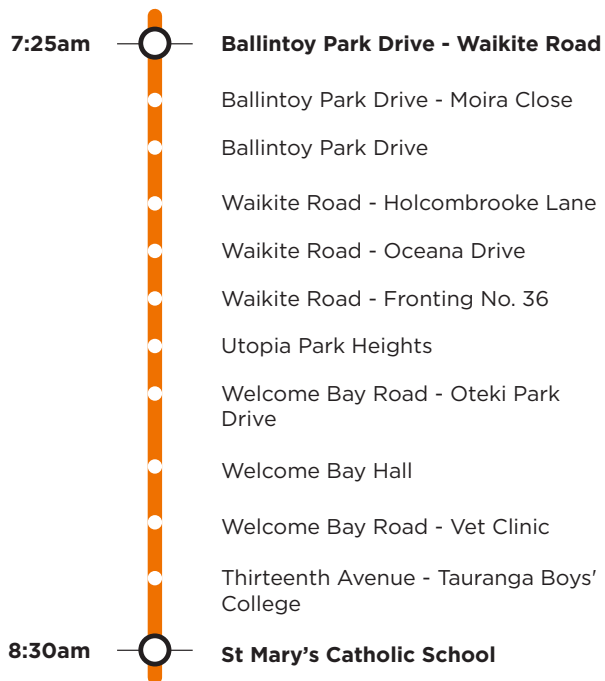 7:25am Ballintoy Park Drive - Waikite Road
Ballintoy Park Drive - Moira Close
Ballintoy Park Drive
Waikite Road - Holcombrooke Lane
Waikite Road - Oceana Drive
Waikite Road - Fronting No. 36
Utopia Park Heights
Welcome Bay Road - Oteki Park
Drive
Welcome Bay Hall
Welcome Bay Road - Vet Clinic
Thirteenth Avenue - Tauranga Boys'
College
8:30am St Mary’s Catholic School